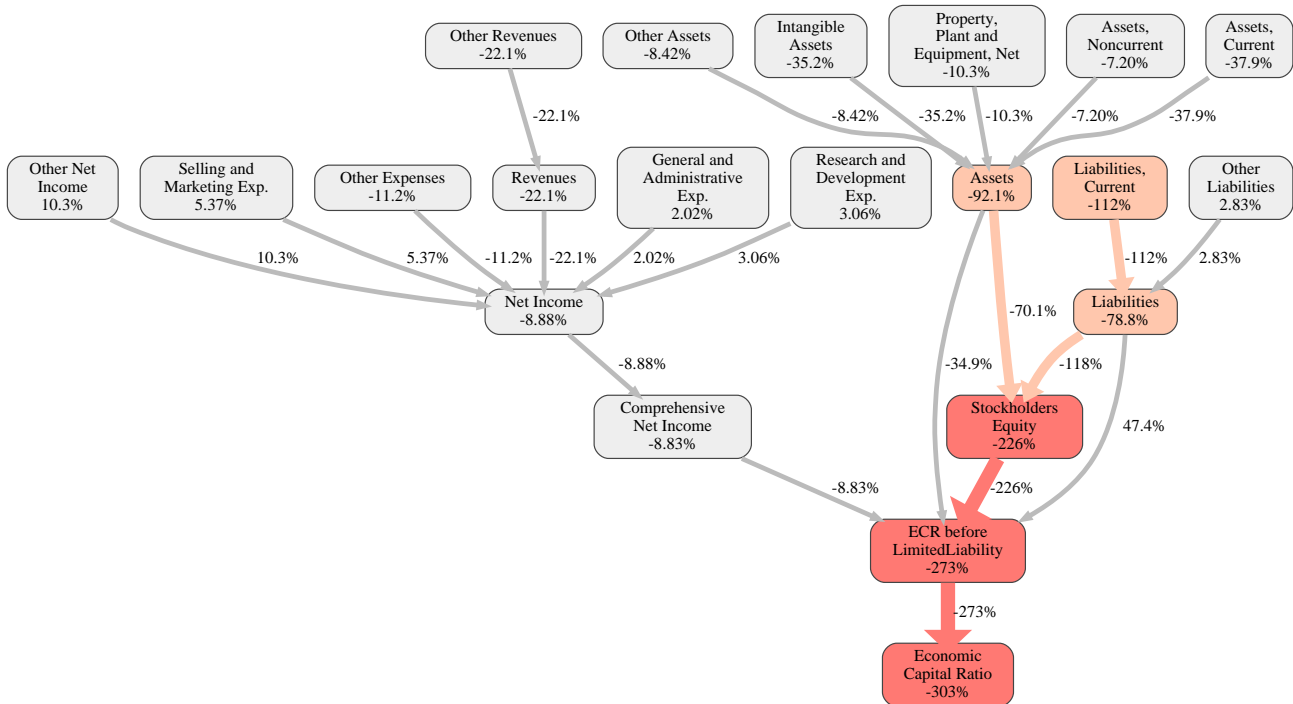 Other Revenues
-22.1%
Other Assets
-8.42%
Intangible
Assets
-35.2%
Property,
Plant and
Equipment, Net
-10.3%
Assets,
Noncurrent
-7.20%
Assets,
Current
-37.9%
-22.1%
-8.42%
-35.2%
-10.3%
-7.20%
-37.9%
Other Net
Income
10.3%
Selling and
Marketing Exp.
5.37%
Other Expenses
-11.2%
Revenues
-22.1%
General and
Administrative
Exp.
2.02%
Research and
Development
Exp.
3.06%
Assets
-92.1%
Liabilities,
Current
-112%
Other
Liabilities
2.83%
10.3%
5.37%
-11.2%
-22.1%
2.02%
3.06%
-112%
2.83%
Net Income
-8.88%
Liabilities
-78.8%
-70.1%
-8.88%
-34.9%
-118%
Comprehensive
Net Income
-8.83%
Stockholders
Equity
-226%
47.4%
-8.83%
-226%
ECR before
LimitedLiability
-273%
-273%
Economic
Capital Ratio
-303%